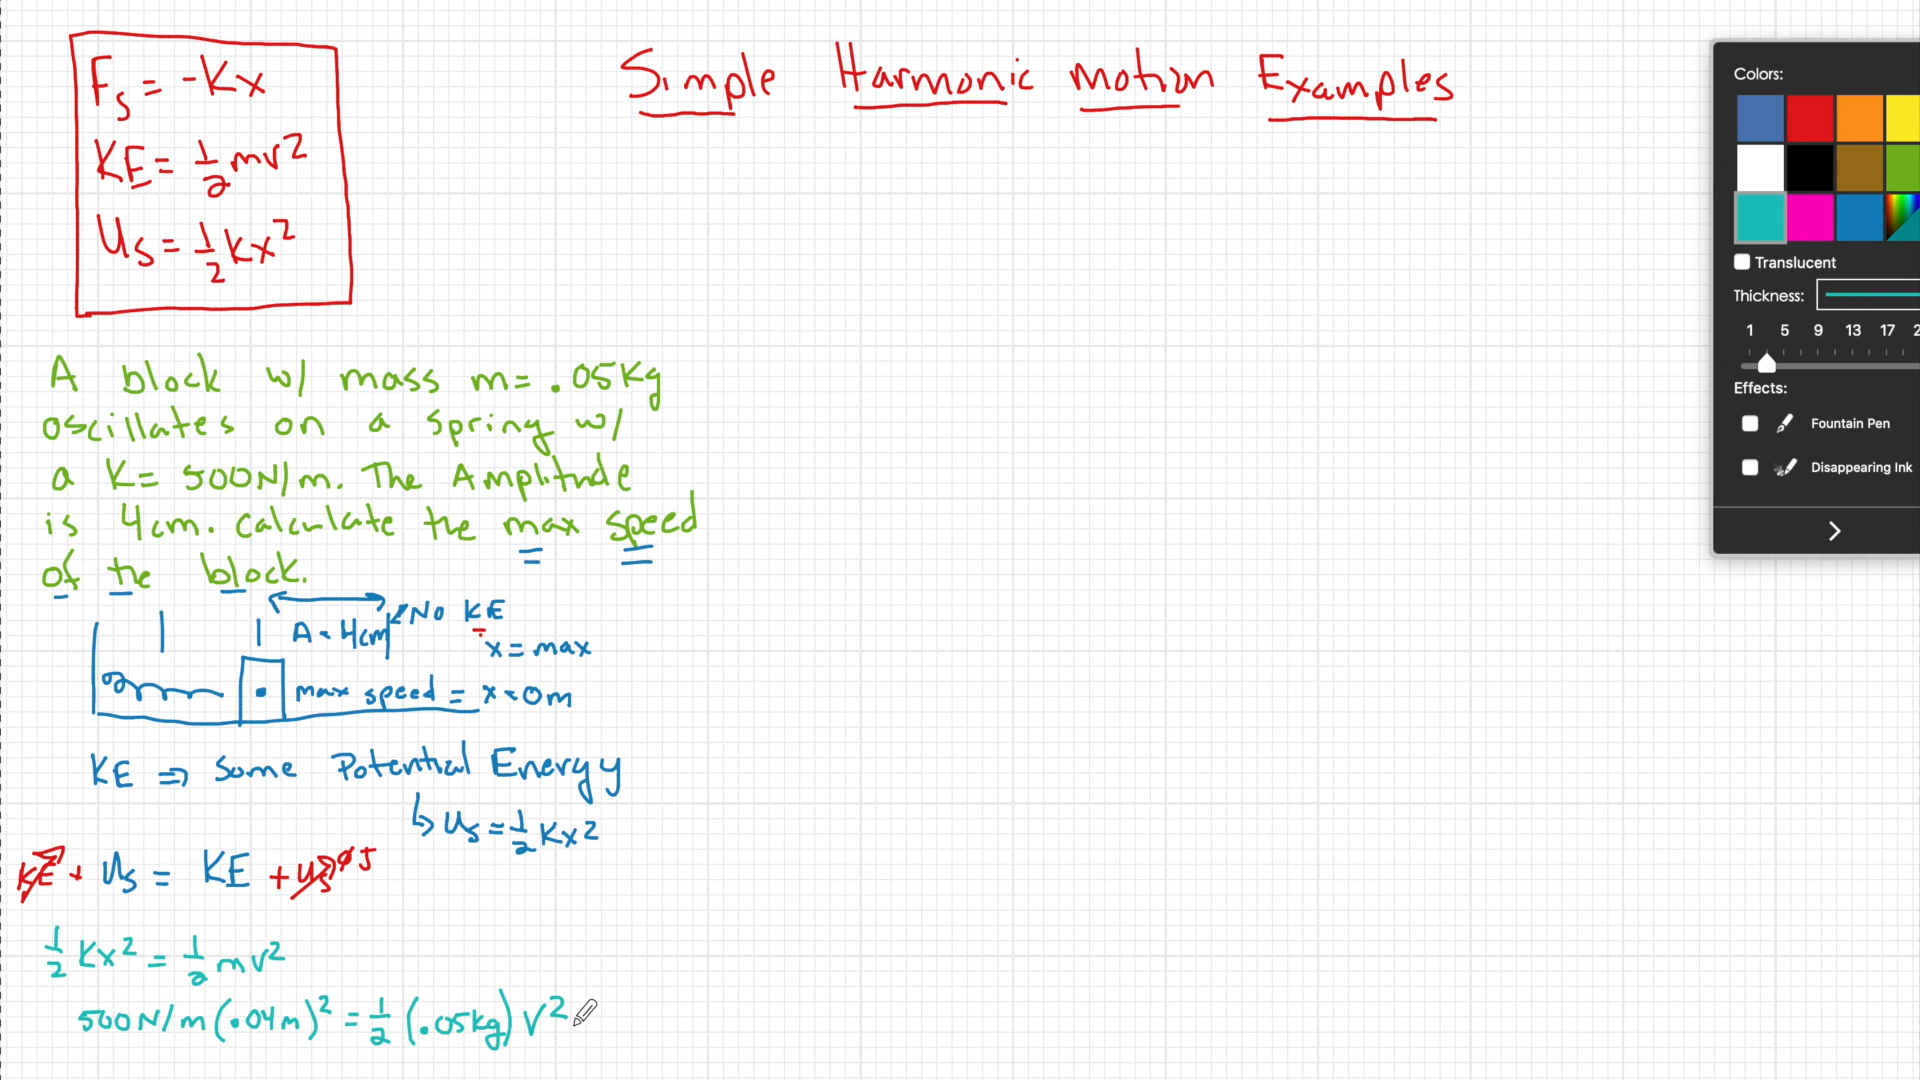 Simple Harmonic Motion Examples
Fs = -Kx
KE = 1/2 mv²
Us = 1/2 kx²
A block w/ mass m= .05Kg
oscillates on a spring w/
a K= 500N/m. The Amplitude
is 4cm. Calculate the max speed
of the block.
A = 4cm
No KE
x = max
max speed = x = 0m
KE ⇒ Some Potential Energy
↳ Us = 1/2 Kx²
KE + Us = KE + Us 0 J
1/2 Kx² = 1/2 mv²
500N/m (.04m)² = 1/2 (.05kg) v²
Colors:
Translucent
Thickness:
1 5 9 13 17 2
Effects:
Fountain Pen
Disappearing Ink